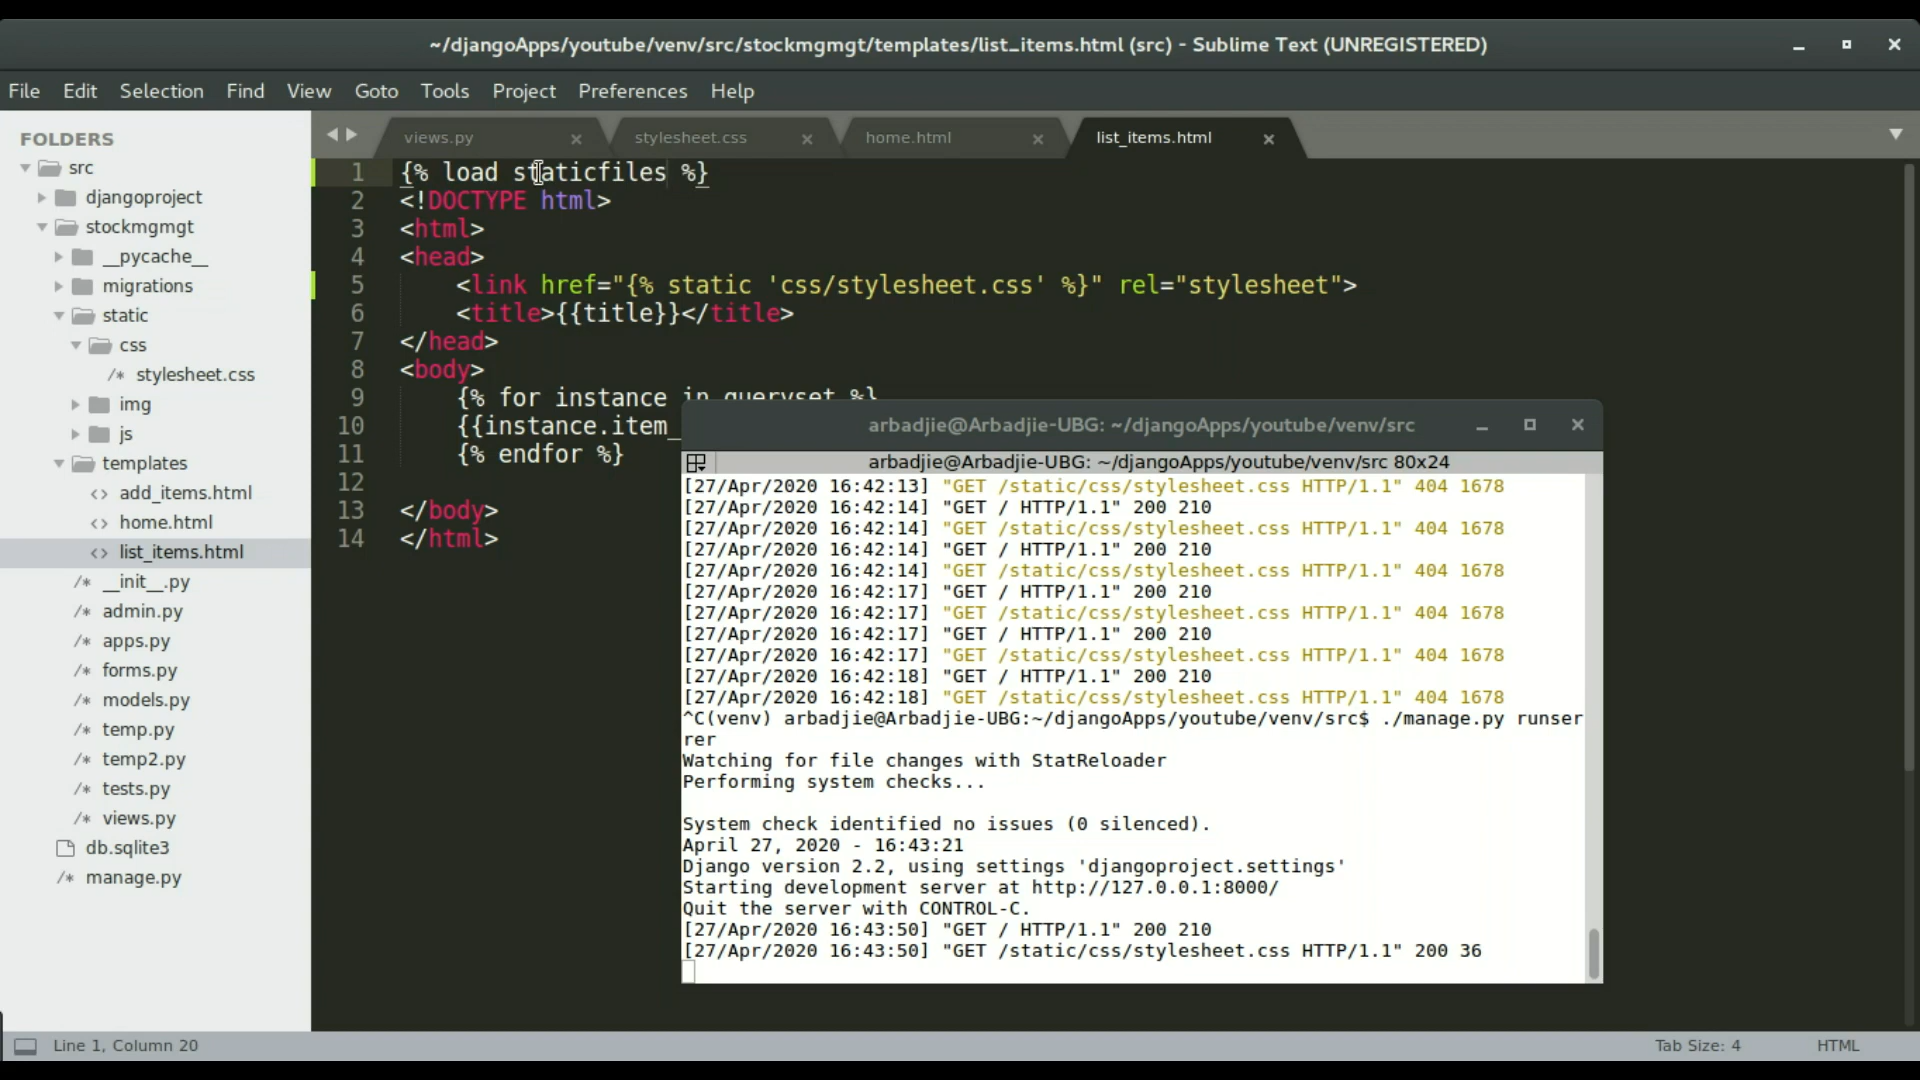 ~/djangoApps/youtube/venv/src/stockmgmgt/templates/list_items.html (src) - Sublime Text (UNREGISTERED)
File Edit Selection Find View Goto Tools Project Preferences Help
FOLDERS
src
djangoproject
stockmgmgt
__pycache__
migrations
static
css
/* stylesheet.css
img
js
templates
<> add_items.html
<> home.html
<> list_items.html
/* __init__.py
/* admin.py
/* apps.py
/* forms.py
/* models.py
/* temp.py
/* temp2.py
/* tests.py
/* views.py
db.sqlite3
/* manage.py
views.py stylesheet.css home.html list_items.html
1 {% load staticfiles %}
2 <!DOCTYPE html>
3 <html>
4 <head>
5 <link href="{% static 'css/stylesheet.css' %}" rel="stylesheet">
6 <title>{{title}}</title>
7 </head>
8 <body>
9 {% for instance in queryset %}
10 {{instance.item_
11 {% endfor %}
12
13 </body>
14 </html>
arbadjie@Arbadjie-UBG: ~/djangoApps/youtube/venv/src
arbadjie@Arbadjie-UBG: ~/djangoApps/youtube/venv/src 80x24
[27/Apr/2020 16:42:13] "GET /static/css/stylesheet.css HTTP/1.1" 404 1678
[27/Apr/2020 16:42:14] "GET / HTTP/1.1" 200 210
[27/Apr/2020 16:42:14] "GET /static/css/stylesheet.css HTTP/1.1" 404 1678
[27/Apr/2020 16:42:14] "GET / HTTP/1.1" 200 210
[27/Apr/2020 16:42:14] "GET /static/css/stylesheet.css HTTP/1.1" 404 1678
[27/Apr/2020 16:42:17] "GET / HTTP/1.1" 200 210
[27/Apr/2020 16:42:17] "GET /static/css/stylesheet.css HTTP/1.1" 404 1678
[27/Apr/2020 16:42:17] "GET / HTTP/1.1" 200 210
[27/Apr/2020 16:42:17] "GET /static/css/stylesheet.css HTTP/1.1" 404 1678
[27/Apr/2020 16:42:18] "GET / HTTP/1.1" 200 210
[27/Apr/2020 16:42:18] "GET /static/css/stylesheet.css HTTP/1.1" 404 1678
^C(venv) arbadjie@Arbadjie-UBG:~/djangoApps/youtube/venv/src$ ./manage.py runser
rer
Watching for file changes with StatReloader
Performing system checks...
System check identified no issues (0 silenced).
April 27, 2020 - 16:43:21
Django version 2.2, using settings 'djangoproject.settings'
Starting development server at http://127.0.0.1:8000/
Quit the server with CONTROL-C.
[27/Apr/2020 16:43:50] "GET / HTTP/1.1" 200 210
[27/Apr/2020 16:43:50] "GET /static/css/stylesheet.css HTTP/1.1" 200 36
Line 1, Column 20
Tab Size: 4
HTML